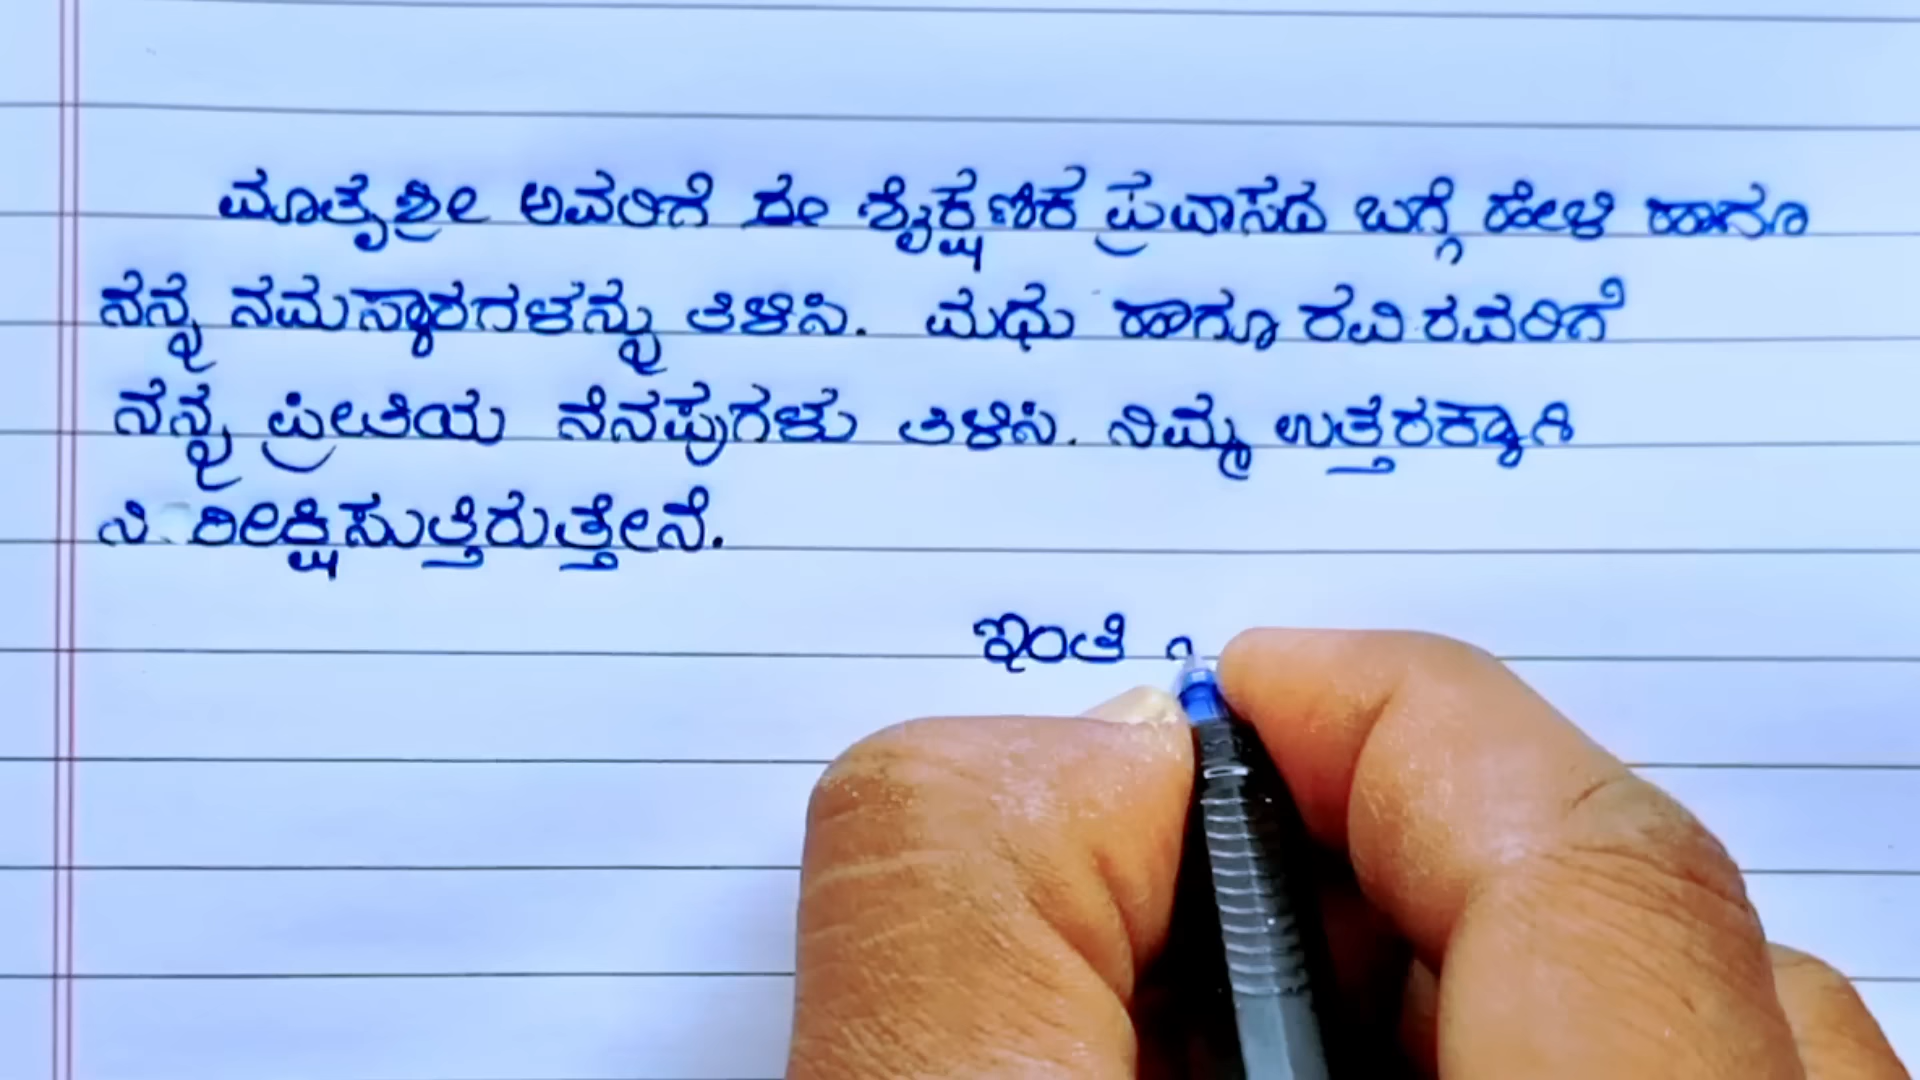 ಮಾತೃಶ್ರೀ ಅವರಿಗೆ ಈ ಶೈಕ್ಷಣಿಕ ಪ್ರವಾಸದ ಬಗ್ಗೆ ಹೇಳಿ ಹಾಗೂ
ನನ್ನ ನಮಸ್ಕಾರಗಳನ್ನು ತಿಳಿಸಿ. ಮಧು ಹಾಗೂ ರವಿ ರವರಿಗೆ
ನನ್ನ ಪ್ರೀತಿಯ ನೆನಪುಗಳು ತಿಳಿಸಿ. ನಿಮ್ಮ ಉತ್ತರಕ್ಕಾಗಿ
ನಿರೀಕ್ಷಿಸುತ್ತಿರುತ್ತೇನೆ.
ಇಂತಿ